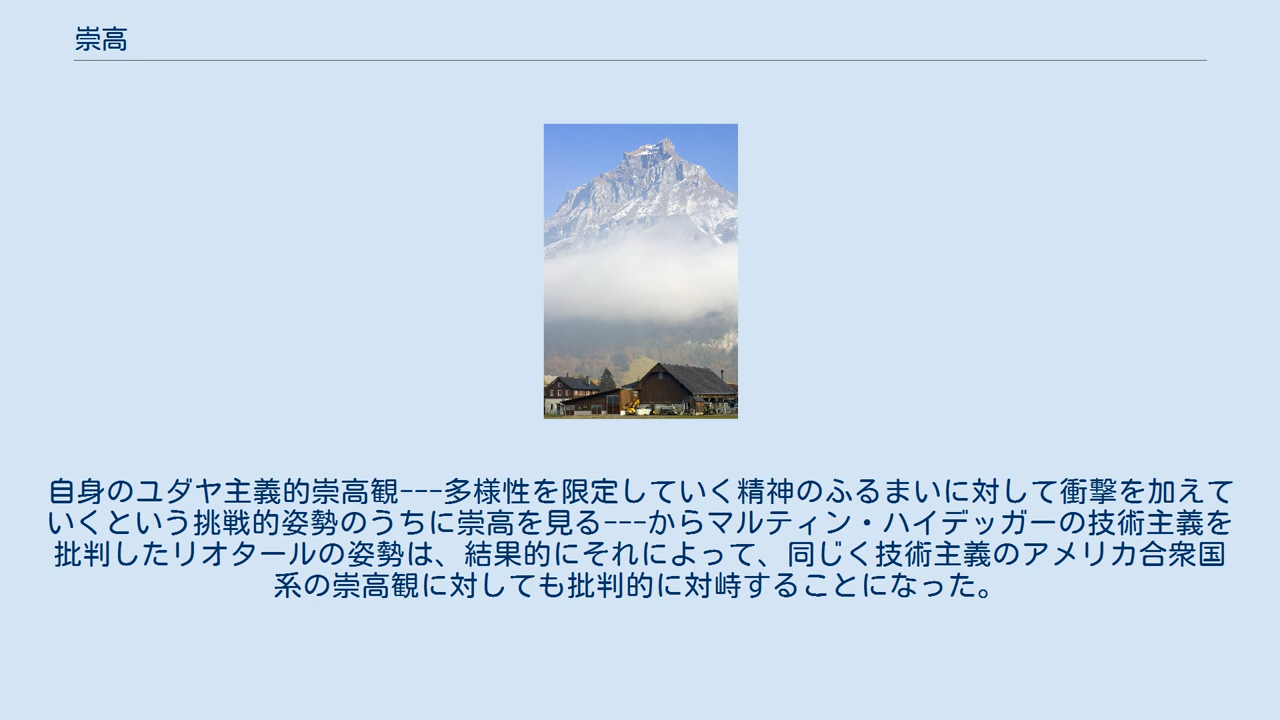 崇高
自身のユダヤ主義的崇高観---多様性を限定していく精神のふるまいに対して衝撃を加えて
いくという挑戦的姿勢のうちに崇高を見る---からマルティン・ハイデッガーの技術主義を
批判したリオタールの姿勢は、結果的にそれによって、同じく技術主義のアメリカ合衆国
系の崇高観に対しても批判的に対峙することになった。